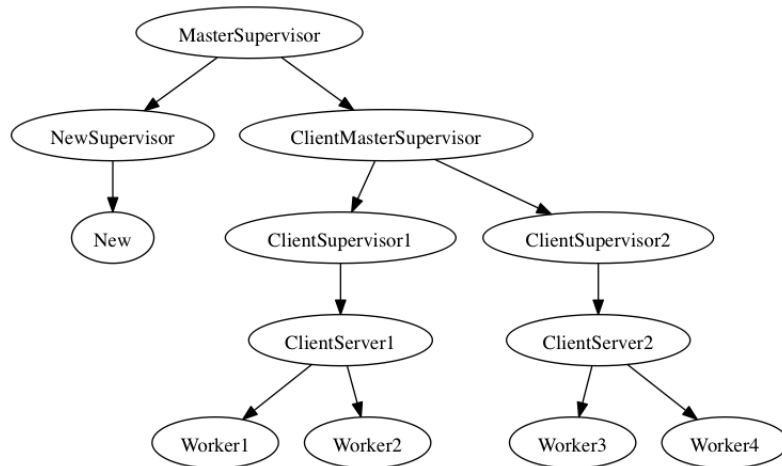 MasterSupervisor
NewSupervisor
ClientMasterSupervisor
New
ClientSupervisor1
ClientSupervisor2
ClientServer1
ClientServer2
Worker1
Worker2
Worker3
Worker4